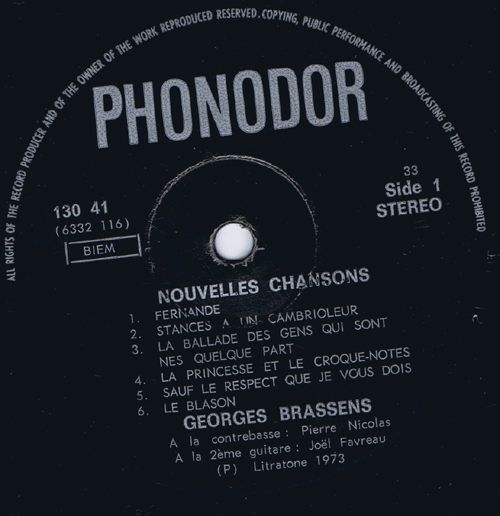 ALL RIGHTS OF THE RECORD PRODUCER AND OF THE OWNER OF THE WORK REPRODUCED RESERVED. COPYING, PUBLIC PERFORMANCE AND BROADCASTING OF THIS RECORD PROHIBITED
PHONODOR
130 41
(6332 116)
BIEM
33
Side 1
STEREO
NOUVELLES CHANSONS
1. FERNANDE
2. STANCES A UN CAMBRIOLEUR
3. LA BALLADE DES GENS QUI SONT
NES QUELQUE PART
4. LA PRINCESSE ET LE CROQUE-NOTES
5. SAUF LE RESPECT QUE JE VOUS DOIS
6. LE BLASON
GEORGES BRASSENS
A la contrebasse : Pierre Nicolas
A la 2ème guitare : Joël Favreau
(P) Litratone 1973